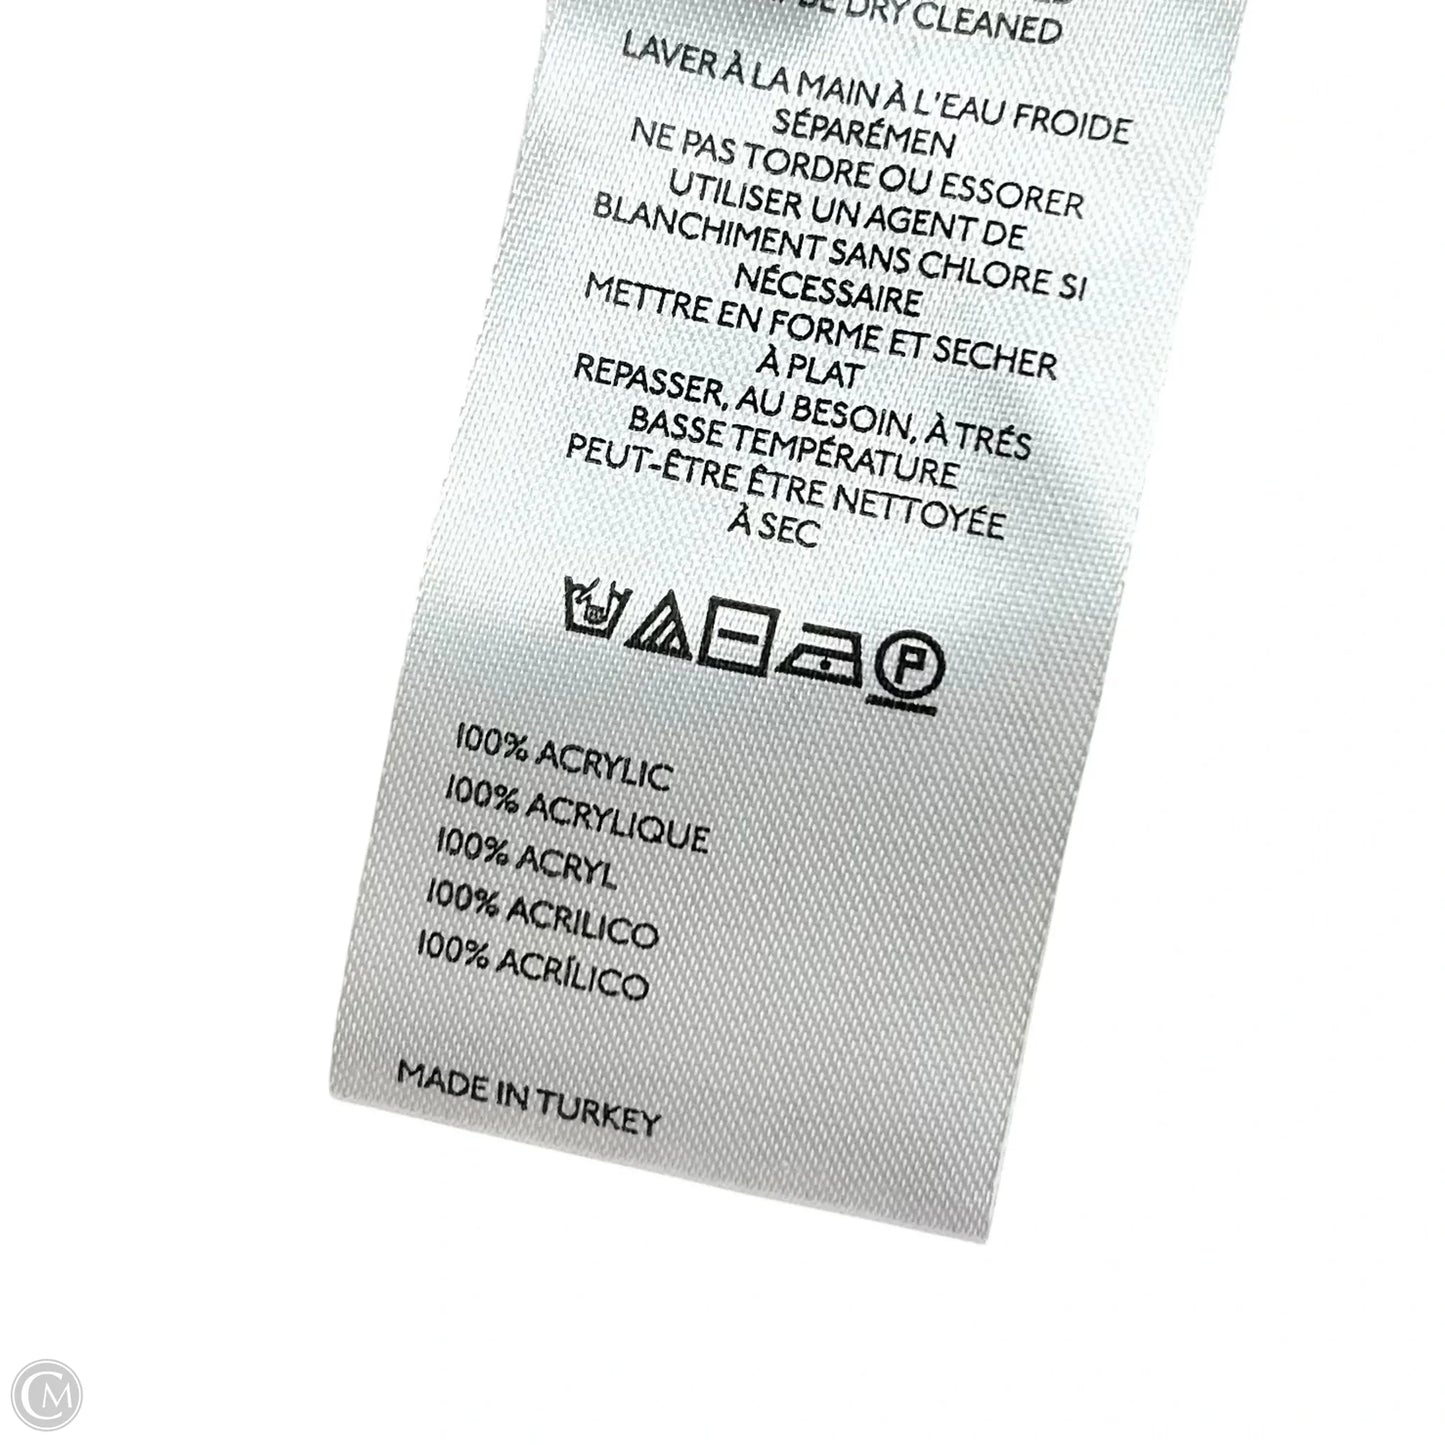 BE DRY CLEANED
LAVER À LA MAIN À L'EAU FROIDE
SÉPARÉMEN
NE PAS TORDRE OU ESSORER
UTILISER UN AGENT DE
BLANCHIMENT SANS CHLORE SI
NÉCESSAIRE
METTRE EN FORME ET SECHER
À PLAT
REPASSER, AU BESOIN, À TRÉS
BASSE TEMPÉRATURE
PEUT-ÊTRE ÊTRE NETTOYÉE
À SEC
P
100% ACRYLIC
100% ACRYLIQUE
100% ACRYL
100% ACRILICO
100% ACRÍLICO
MADE IN TURKEY
CM